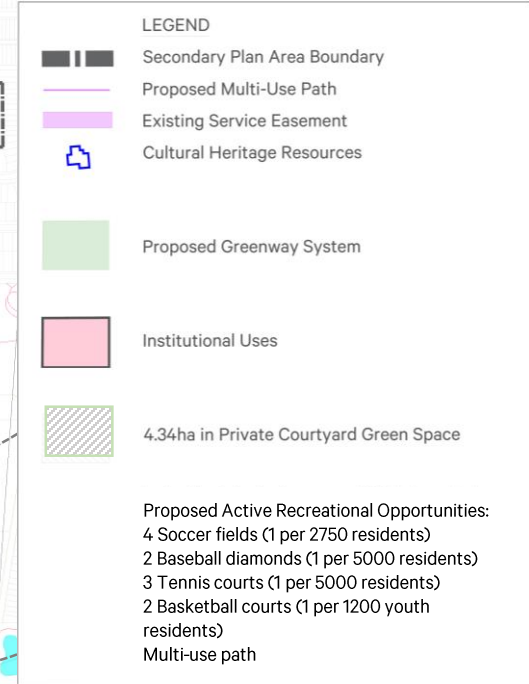 LEGEND
Secondary Plan Area Boundary
Proposed Multi-Use Path
Existing Service Easement
Cultural Heritage Resources
Proposed Greenway System
Institutional Uses
4.34ha in Private Courtyard Green Space
Proposed Active Recreational Opportunities:
4 Soccer fields (1 per 2750 residents)
2 Baseball diamonds (1 per 5000 residents)
3 Tennis courts (1 per 5000 residents)
2 Basketball courts (1 per 1200 youth
residents)
Multi-use path